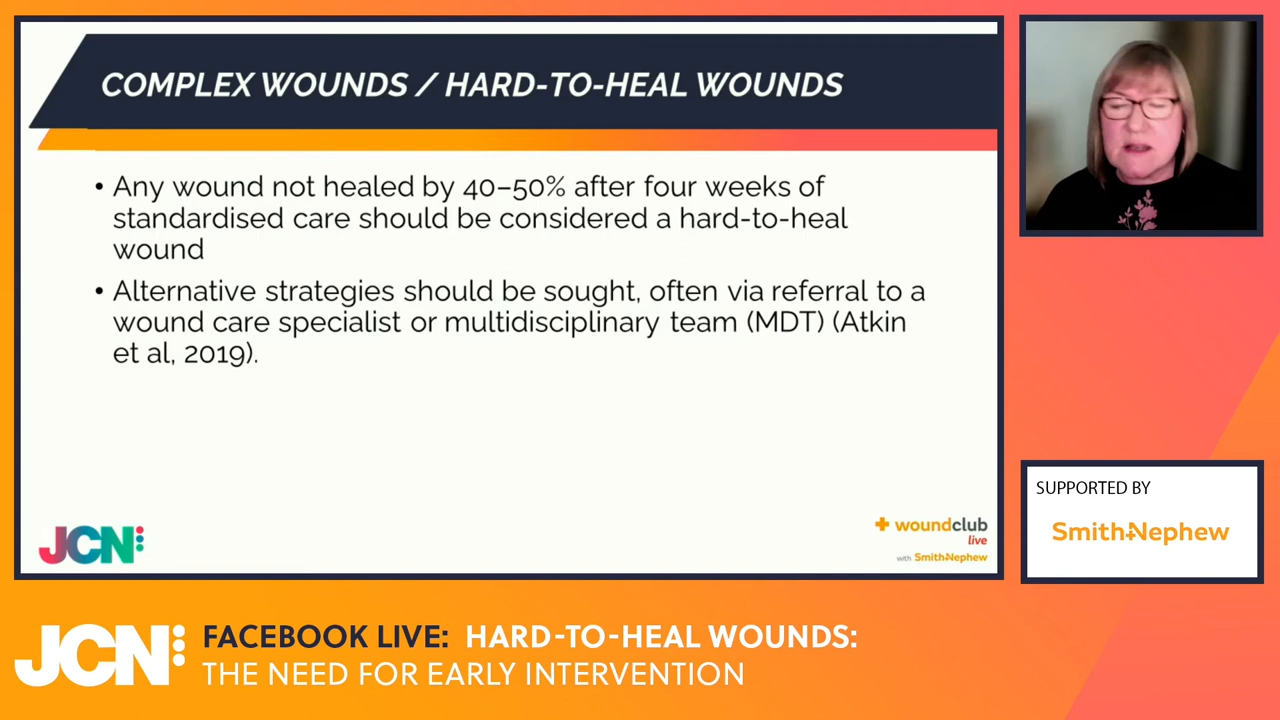 COMPLEX WOUNDS / HARD-TO-HEAL WOUNDS
• Any wound not healed by 40–50% after four weeks of
standardised care should be considered a hard-to-heal
wound
• Alternative strategies should be sought, often via referral to a
wound care specialist or multidisciplinary team (MDT) (Atkin
et al, 2019).
JCN
woundclub
live
with Smith+Nephew
SUPPORTED BY
Smith+Nephew
JCN
FACEBOOK LIVE: HARD-TO-HEAL WOUNDS:
THE NEED FOR EARLY INTERVENTION